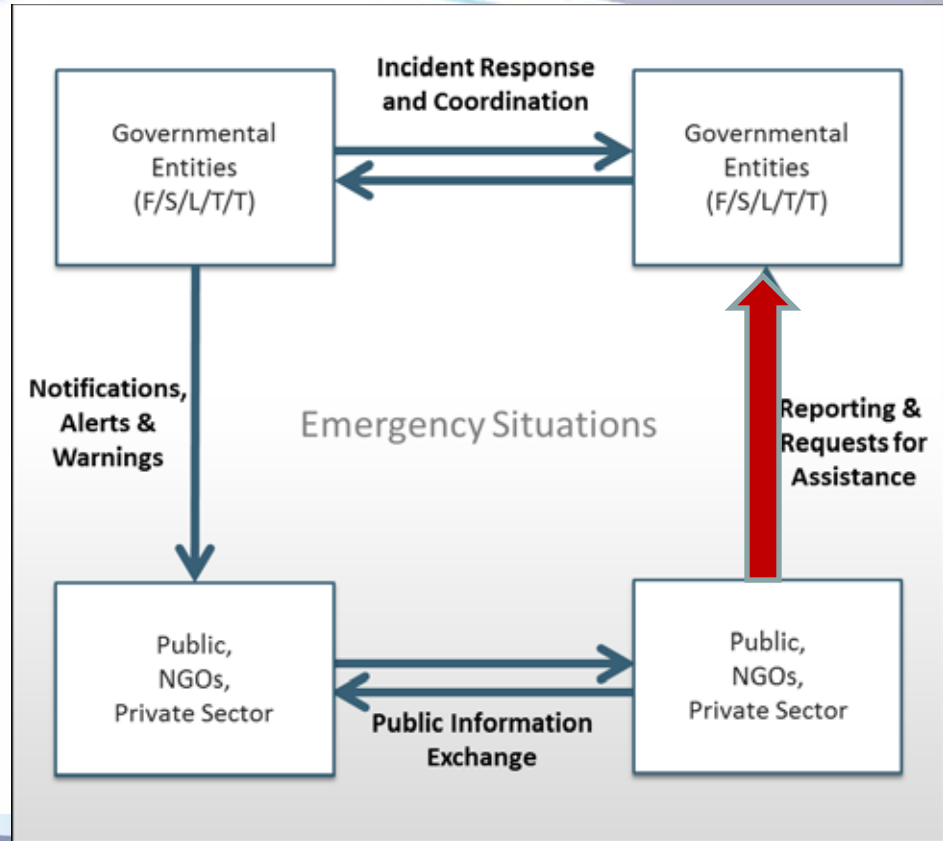 Incident Response
and Coordination
Governmental
Entities
(F/S/L/T/T)
Governmental
Entities
(F/S/L/T/T)
Notifications,
Alerts &
Warnings
Emergency Situations
Reporting &
Requests for
Assistance
Public,
NGOs,
Private Sector
Public,
NGOs,
Private Sector
Public Information
Exchange